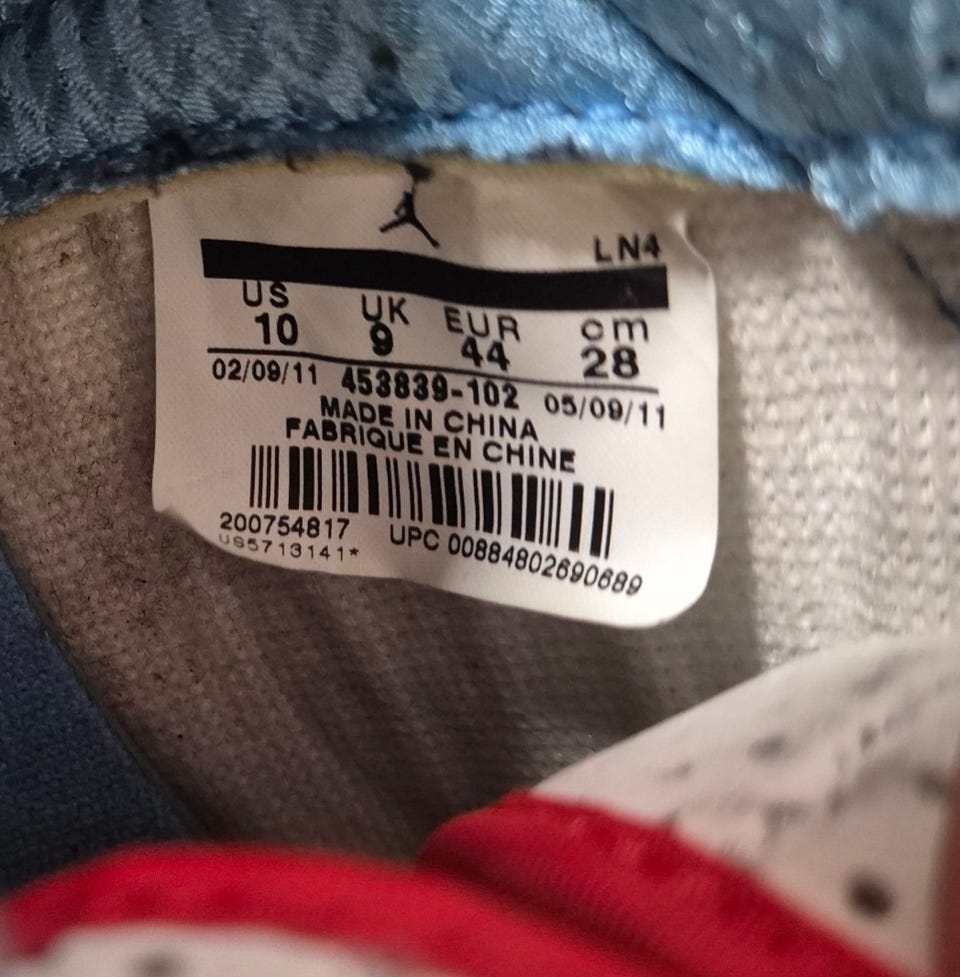 LN4
US UK EUR cm
10 9 44 28
02/09/11 453839-102 05/09/11
MADE IN CHINA
FABRIQUE EN CHINE
200754817 UPC 00884802690689
US5713141*